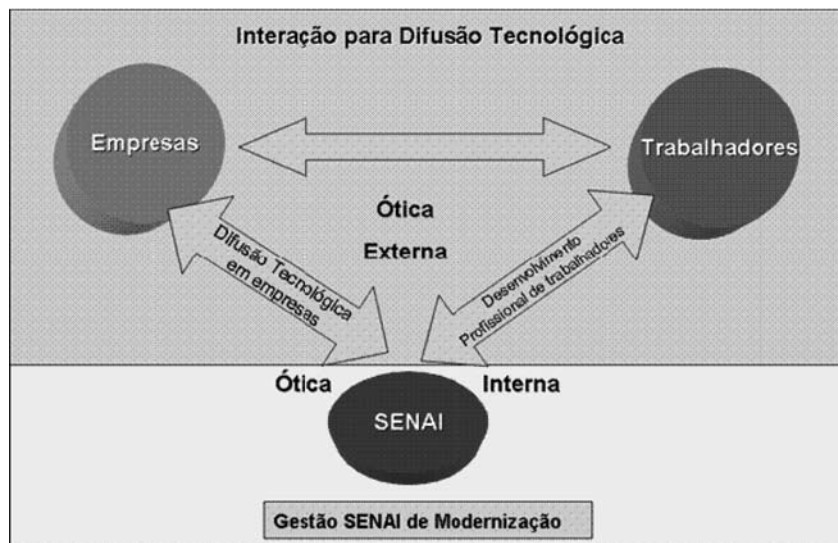 Interação para Difusão Tecnológica
Empresas
Trabalhadores
Ótica
Externa
Difusão Tecnológica
em empresas
Desenvolvimento
Profissional de trabalhadores
Ótica
Interna
SENAI
Gestão SENAI de Modernização